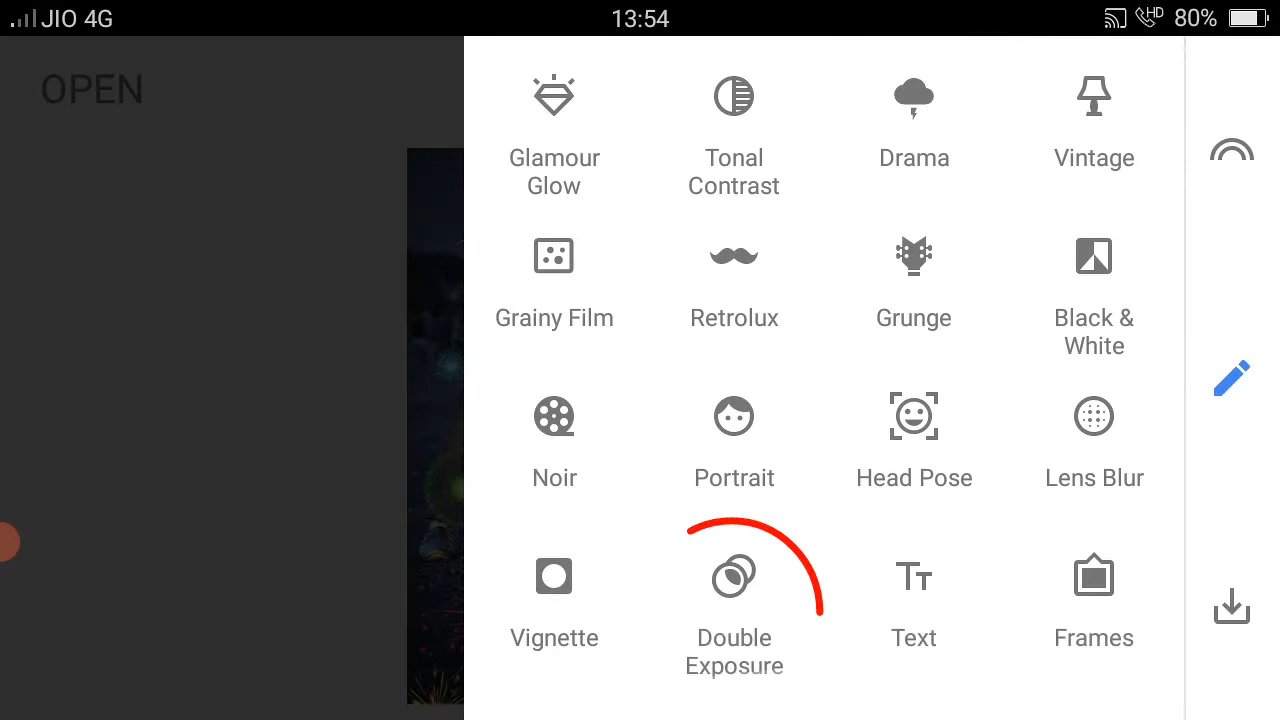 JIO 4G 13:54 HD 80%
OPEN
Glamour Glow
Tonal Contrast
Drama
Vintage
Grainy Film
Retrolux
Grunge
Black & White
Noir
Portrait
Head Pose
Lens Blur
Vignette
Double Exposure
Text
Frames